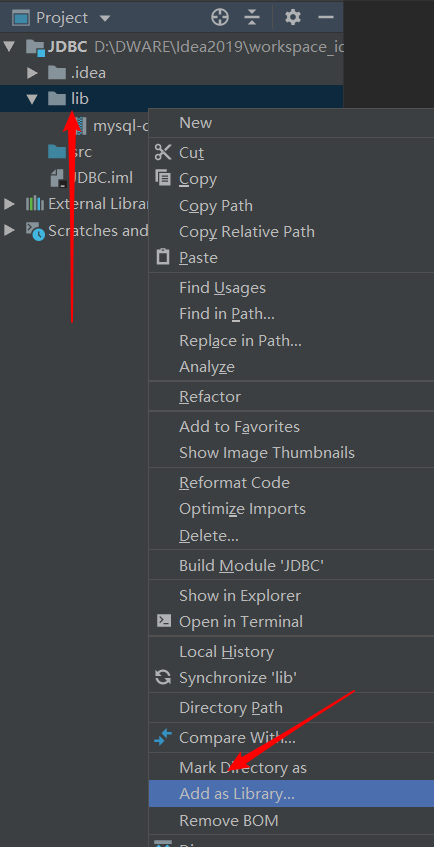 Project
JDBC D:\DWARE\Idea2019\workspace_id
.idea
lib
mysql-c
src
JDBC.iml
External Librar
Scratches and
New
Cut
Copy
Copy Path
Copy Relative Path
Paste
Find Usages
Find in Path...
Replace in Path...
Analyze
Refactor
Add to Favorites
Show Image Thumbnails
Reformat Code
Optimize Imports
Delete...
Build Module 'JDBC'
Show in Explorer
Open in Terminal
Local History
Synchronize 'lib'
Directory Path
Compare With...
Mark Directory as
Add as Library...
Remove BOM